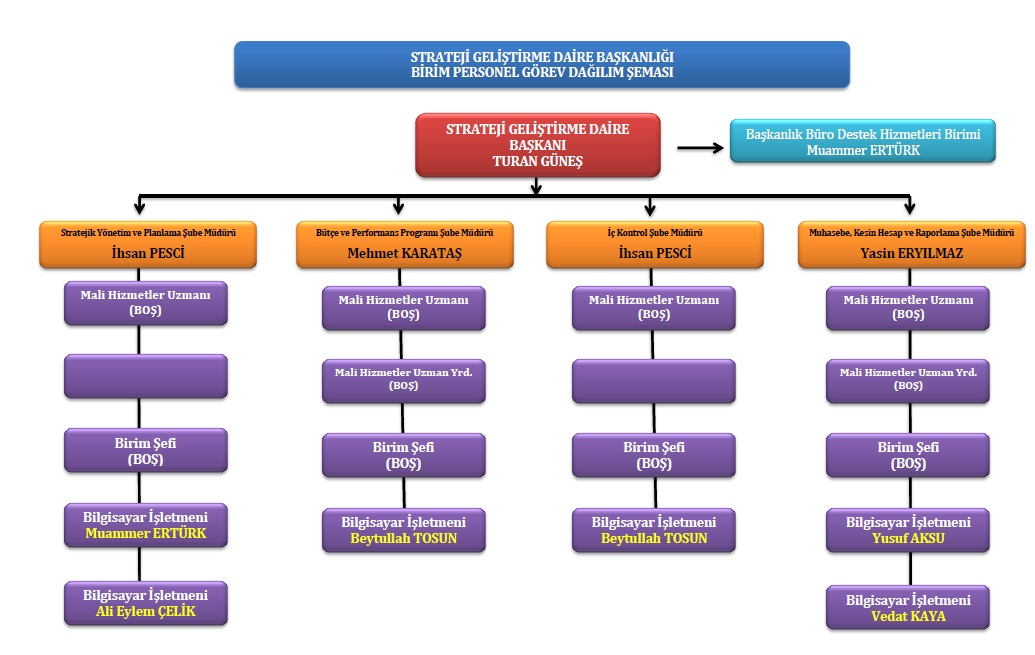 STRATEJİ GELİŞTİRME DAİRE BAŞKANLIĞI
BİRİM PERSONEL GÖREV DAĞILIM ŞEMASI
STRATEJİ GELİŞTİRME DAİRE
BAŞKANI
TURAN GÜNEŞ
Başkanlık Büro Destek Hizmetleri Birimi
Muammer ERTÜRK
Stratejik Yönetim ve Planlama Şube Müdürü
İhsan PESCİ
Mali Hizmetler Uzmanı
(BOŞ)
Birim Şefi
(BOŞ)
Bilgisayar İşletmeni
Muammer ERTÜRK
Bilgisayar İşletmeni
Ali Eylem ÇELİK
Bütçe ve Performans Programı Şube Müdürü
Mehmet KARATAŞ
Mali Hizmetler Uzmanı
(BOŞ)
Mali Hizmetler Uzman Yrd.
(BOŞ)
Birim Şefi
(BOŞ)
Bilgisayar İşletmeni
Beytullah TOSUN
İç Kontrol Şube Müdürü
İhsan PESCİ
Mali Hizmetler Uzmanı
(BOŞ)
Birim Şefi
(BOŞ)
Bilgisayar İşletmeni
Beytullah TOSUN
Muhasebe, Kesin Hesap ve Raporlama Şube Müdürü
Yasin ERYILMAZ
Mali Hizmetler Uzmanı
(BOŞ)
Mali Hizmetler Uzman Yrd.
(BOŞ)
Birim Şefi
(BOŞ)
Bilgisayar İşletmeni
Yusuf AKSU
Bilgisayar İşletmeni
Vedat KAYA